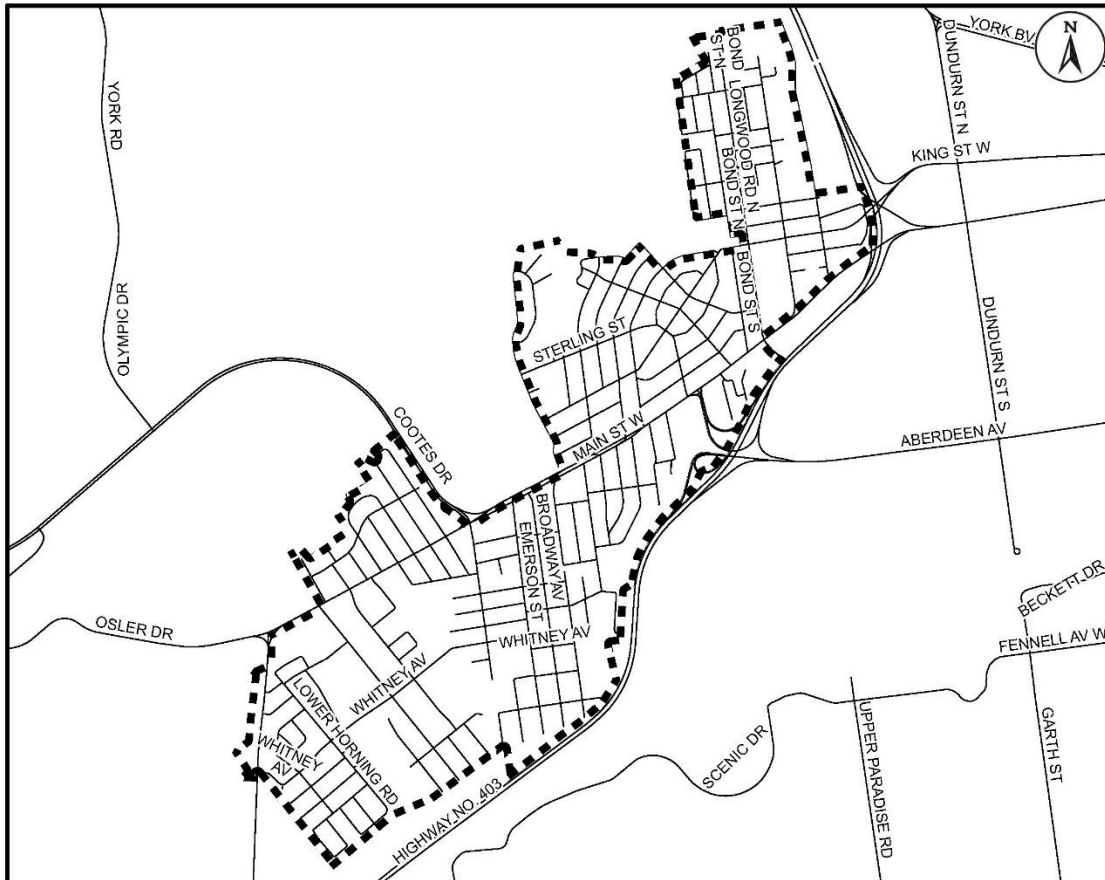 N
YORK BV
DUNDURN ST N
BOND
ST N
LONGWOOD RD N
BOND ST N
KING ST W
YORK RD
OLYMPIC DR
BOND ST S
STERLING ST
DUNDURN ST S
COOTES DR
MAIN ST W
ABERDEEN AV
BROADWAY AV
EMERSON ST
BECKETT DR
OSLER DR
WHITNEY AV
FENNELL AV W
WHITNEY AV
LOWER HORNING RD
WHITNEY
AV
SCENIC DR
UPPER PARADISE RD
GARTH ST
HIGHWAY NO. 403